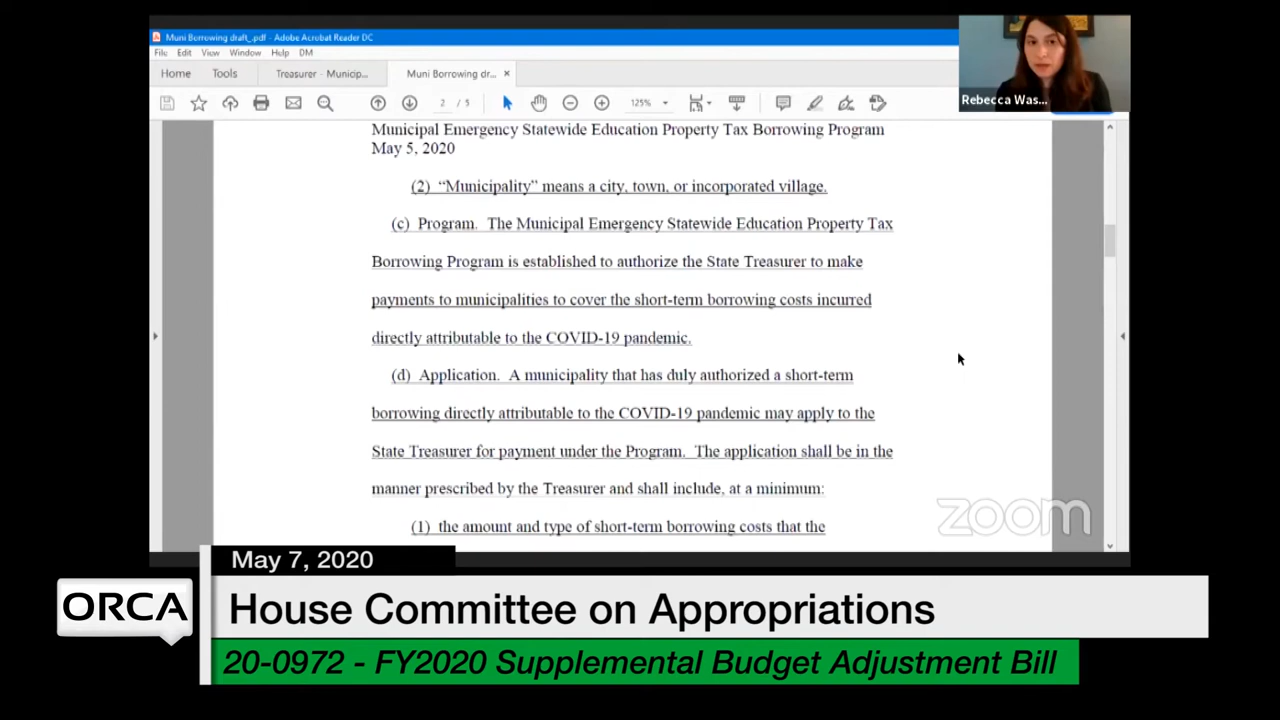 Muni Borrowing draft_.pdf - Adobe Acrobat Reader DC
File Edit View Window Help DM
Home Tools Treasurer - Municip... Muni Borrowing dr... ×
2 / 5 125%
Rebecca Was...
Municipal Emergency Statewide Education Property Tax Borrowing Program
May 5, 2020
(2) “Municipality” means a city, town, or incorporated village.
(c) Program. The Municipal Emergency Statewide Education Property Tax
Borrowing Program is established to authorize the State Treasurer to make
payments to municipalities to cover the short-term borrowing costs incurred
directly attributable to the COVID-19 pandemic.
(d) Application. A municipality that has duly authorized a short-term
borrowing directly attributable to the COVID-19 pandemic may apply to the
State Treasurer for payment under the Program. The application shall be in the
manner prescribed by the Treasurer and shall include, at a minimum:
(1) the amount and type of short-term borrowing costs that the
zoom
May 7, 2020
ORCA
House Committee on Appropriations
20-0972 - FY2020 Supplemental Budget Adjustment Bill